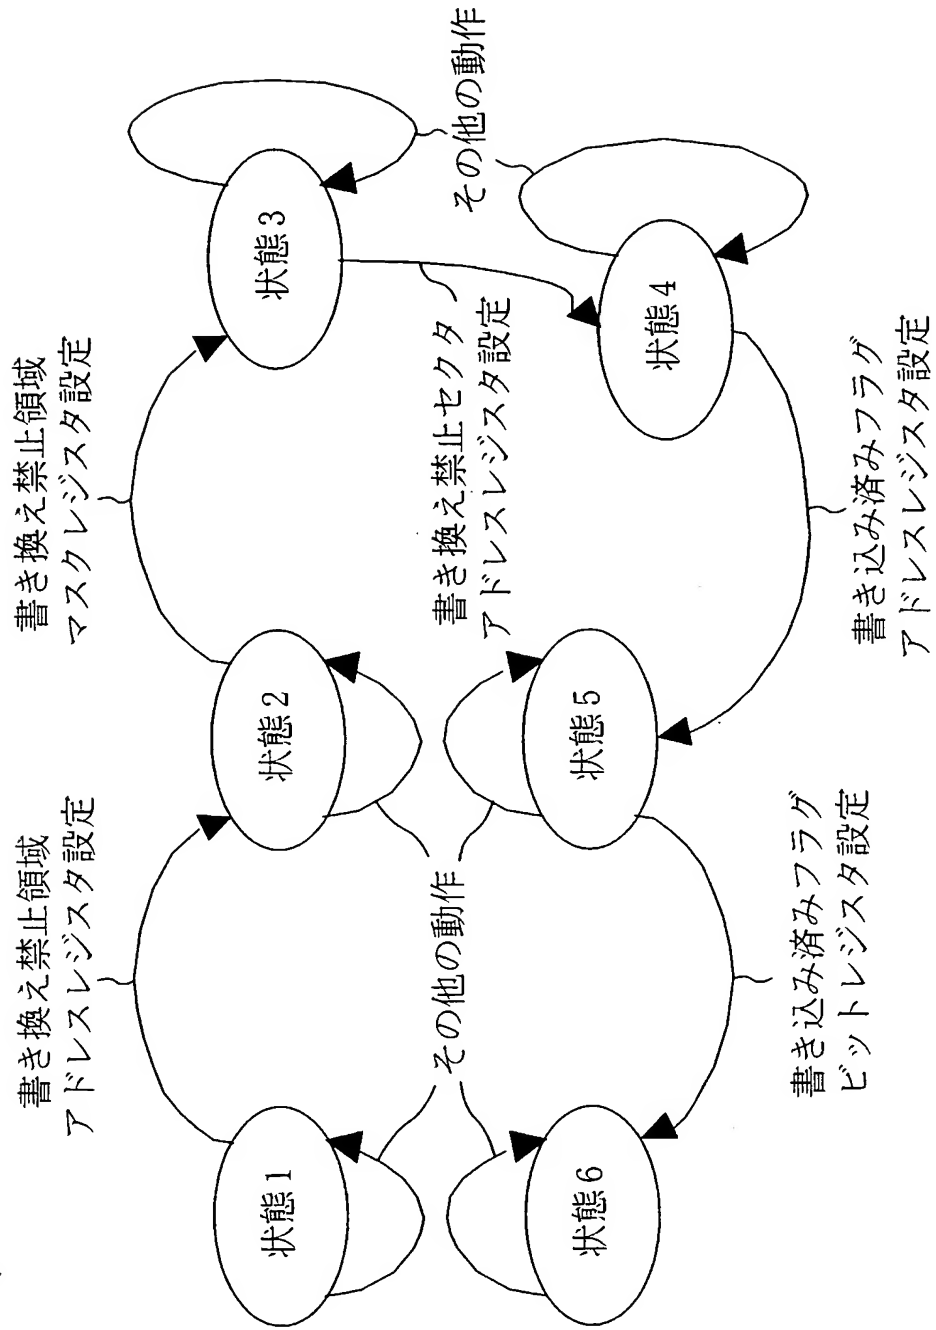 書き換え禁止領域
アドレスレジスタ設定
書き換え禁止領域
マスクレジスタ設定
状態1
状態2
状態3
その他の動作
その他の動作
書き換え禁止セクタ
アドレスレジスタ設定
状態6
状態5
状態4
書き込み済みフラグ
ビットレジスタ設定
書き込み済みフラグ
アドレスレジスタ設定